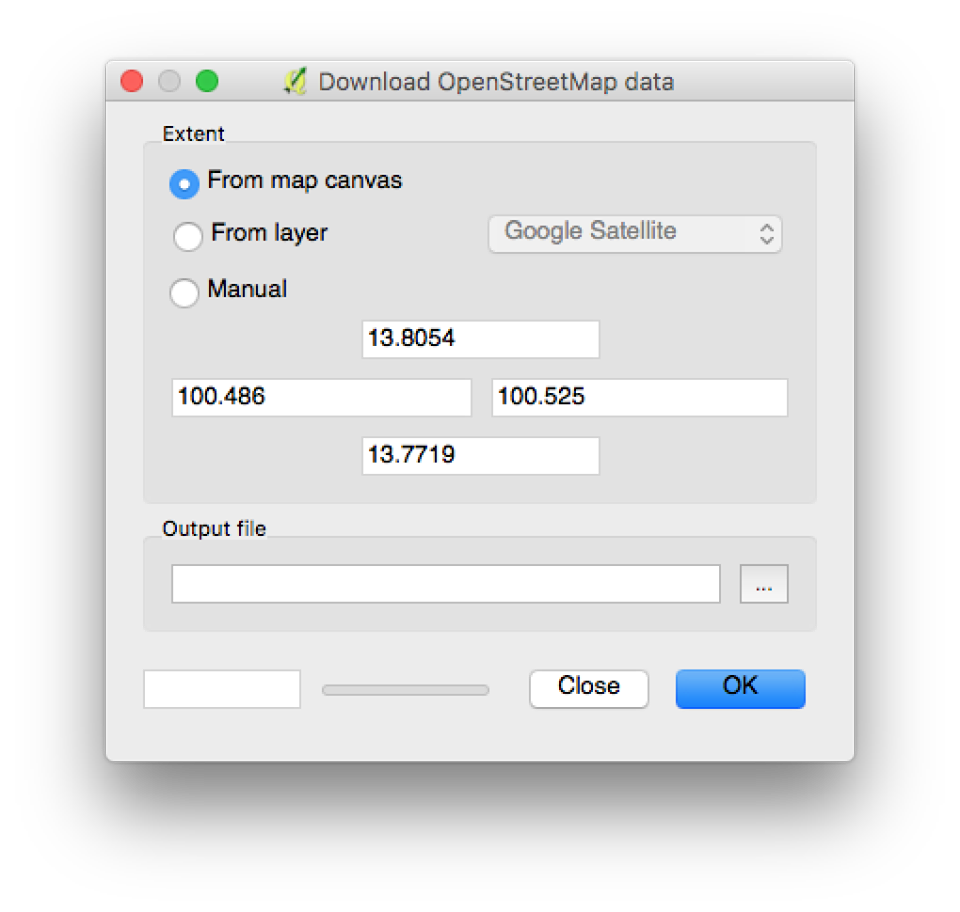 Download OpenStreetMap data
Extent
From map canvas
From layer
Google Satellite
Manual
13.8054
100.486
100.525
13.7719
Output file
...
Close
OK